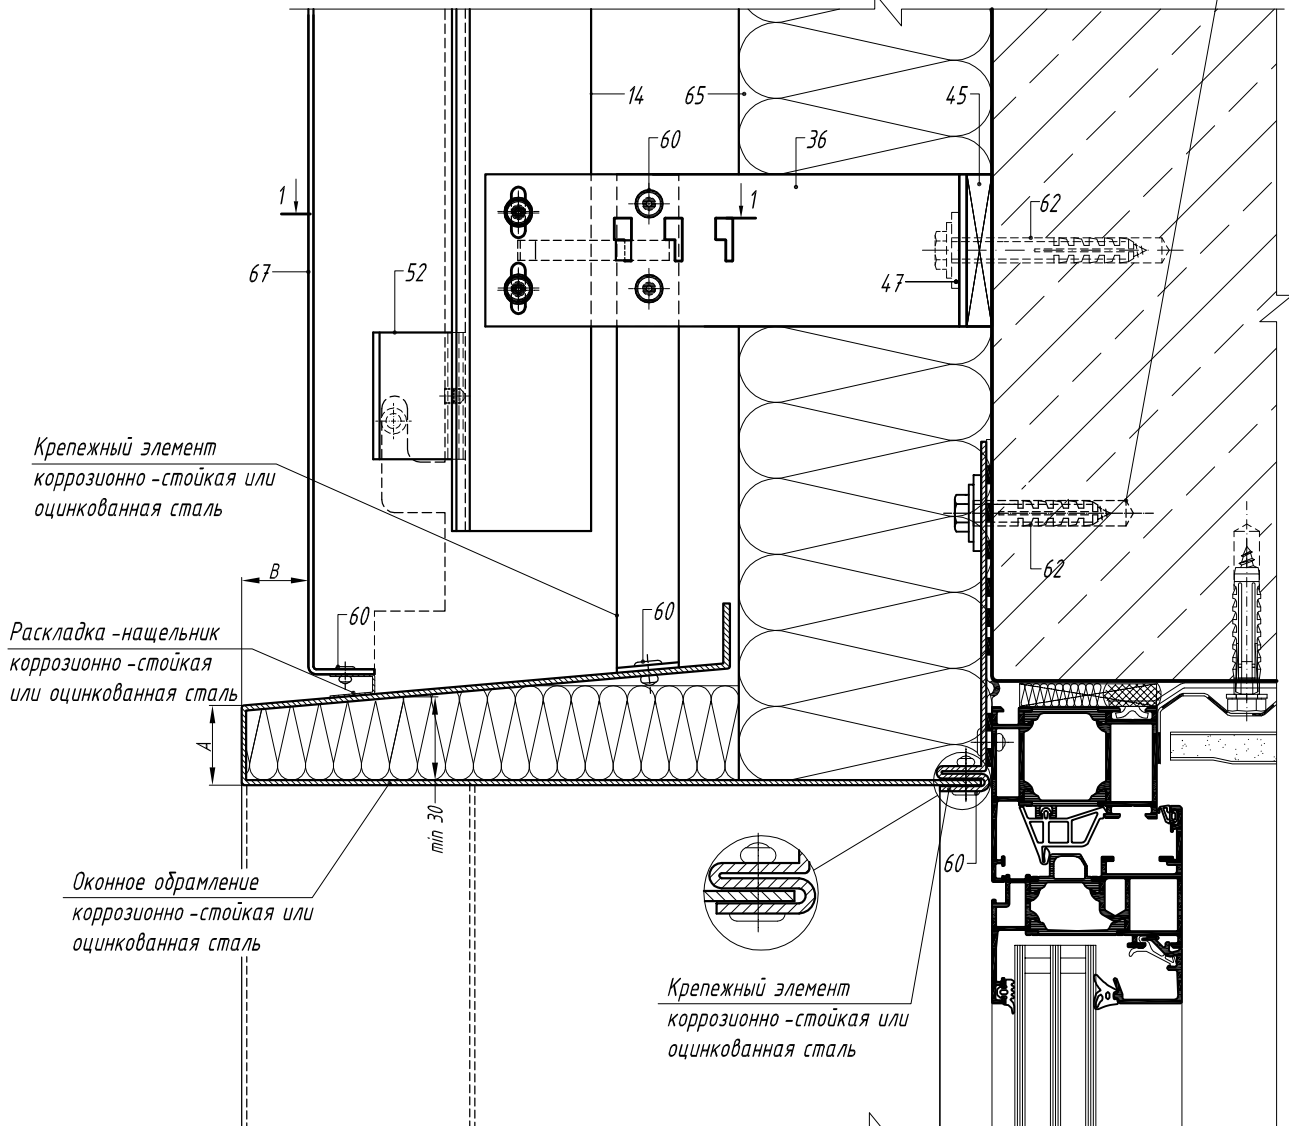 14
65
45
60
36
1
1
62
67
52
47
Крепежный элемент
коррозионно -стойкая или
оцинкованная сталь
62
В
60
60
Раскладка -нащельник
коррозионно -стойкая
или оцинкованная сталь
А
min 30
60
Оконное обрамление
коррозионно -стойкая или
оцинкованная сталь
Крепежный элемент
коррозионно -стойкая или
оцинкованная сталь